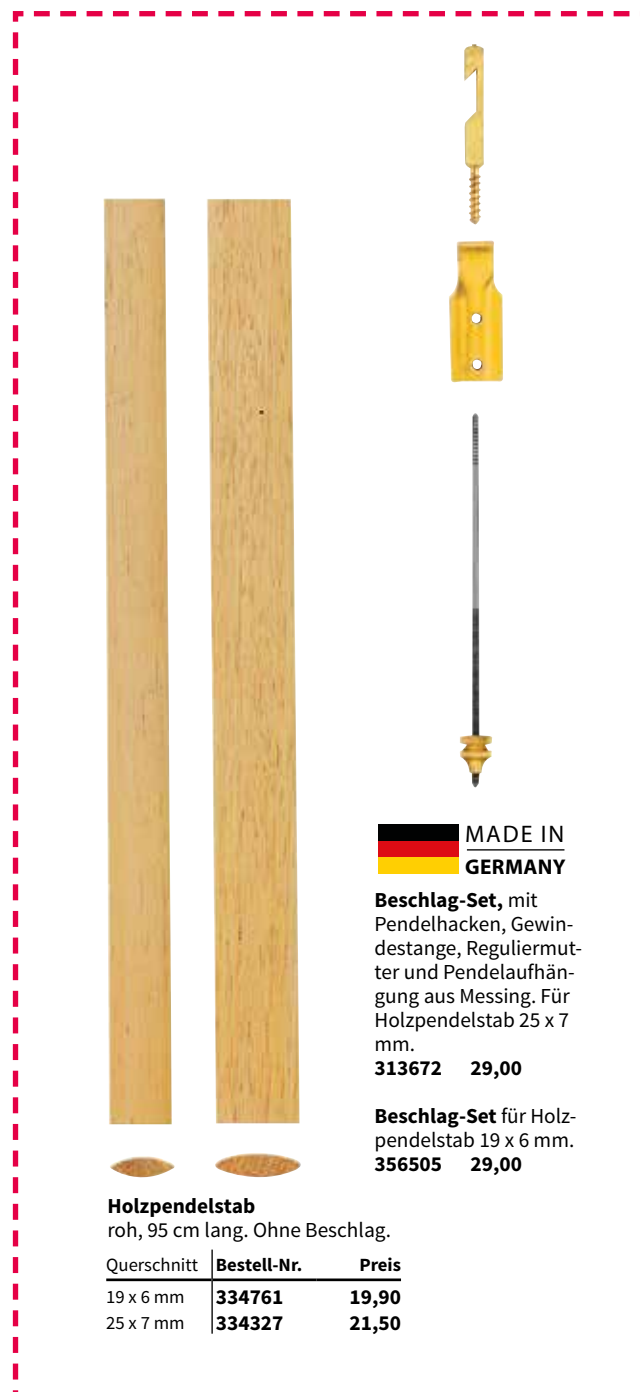 MADE IN
GERMANY
Beschlag-Set, mit
Pendelhacken, Gewin-
destange, Reguliermut-
ter und Pendelaufhän-
gung aus Messing. Für
Holzpendelstab 25 x 7
mm.
313672 29,00
Beschlag-Set für Holz-
pendelstab 19 x 6 mm.
356505 29,00
Holzpendelstab
roh, 95 cm lang. Ohne Beschlag.
Querschnitt Bestell-Nr. Preis
19 x 6 mm 334761 19,90
25 x 7 mm 334327 21,50